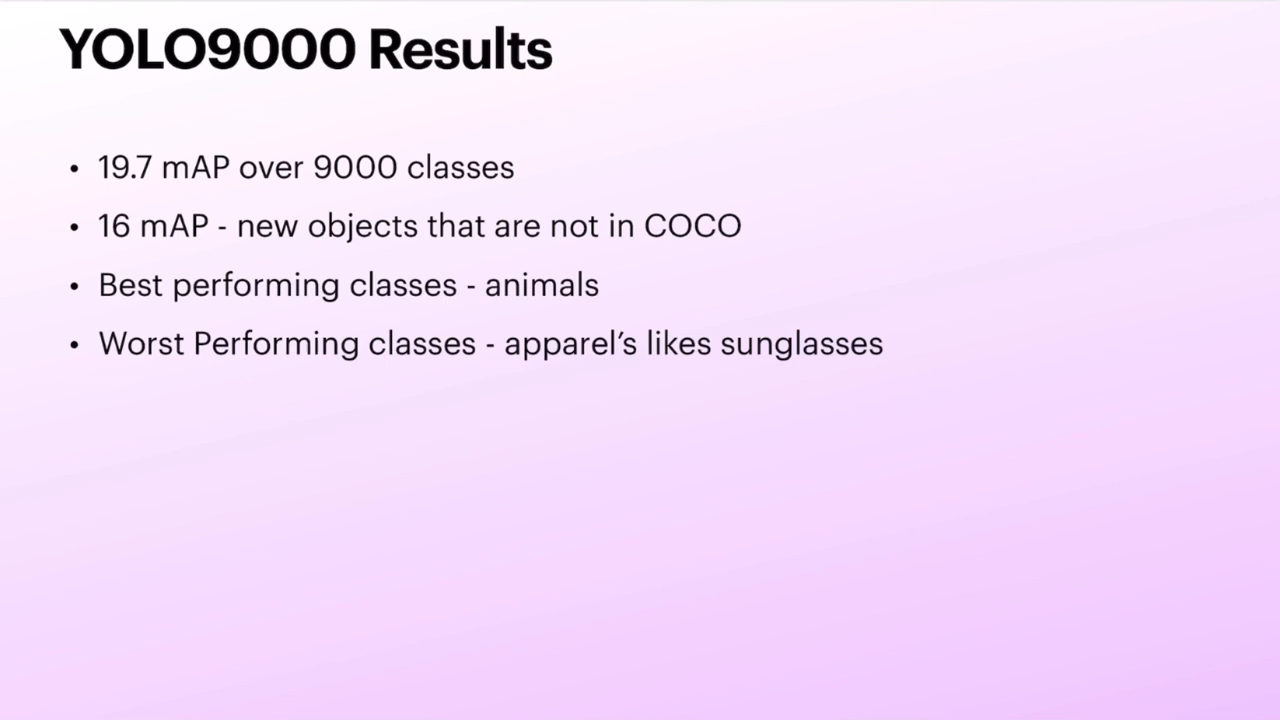 YOLO9000 Results
• 19.7 mAP over 9000 classes
• 16 mAP - new objects that are not in COCO
• Best performing classes - animals
• Worst Performing classes - apparel’s likes sunglasses